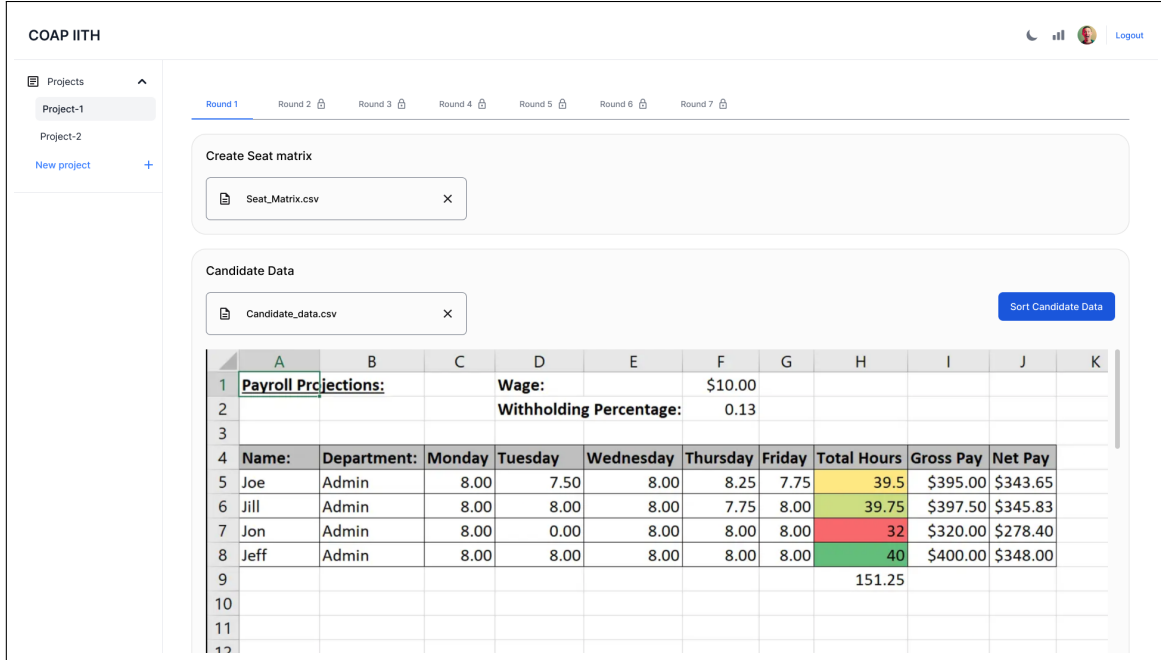 COAP IITH
Logout
Projects
Project-1
Project-2
New project +
Round 1 Round 2 Round 3 Round 4 Round 5 Round 6 Round 7
Create Seat matrix
Seat_Matrix.csv
Candidate Data
Candidate_data.csv
Sort Candidate Data
A B C D E F G H I J K
1 Payroll Projections: Wage: $10.00
2 Withholding Percentage: 0.13
3
4 Name: Department: Monday Tuesday Wednesday Thursday Friday Total Hours Gross Pay Net Pay
5 Joe Admin 8.00 7.50 8.00 8.25 7.75 39.5 $395.00 $343.65
6 Jill Admin 8.00 8.00 8.00 7.75 8.00 39.75 $397.50 $345.83
7 Jon Admin 8.00 0.00 8.00 8.00 8.00 32 $320.00 $278.40
8 Jeff Admin 8.00 8.00 8.00 8.00 8.00 40 $400.00 $348.00
9 151.25
10
11
12